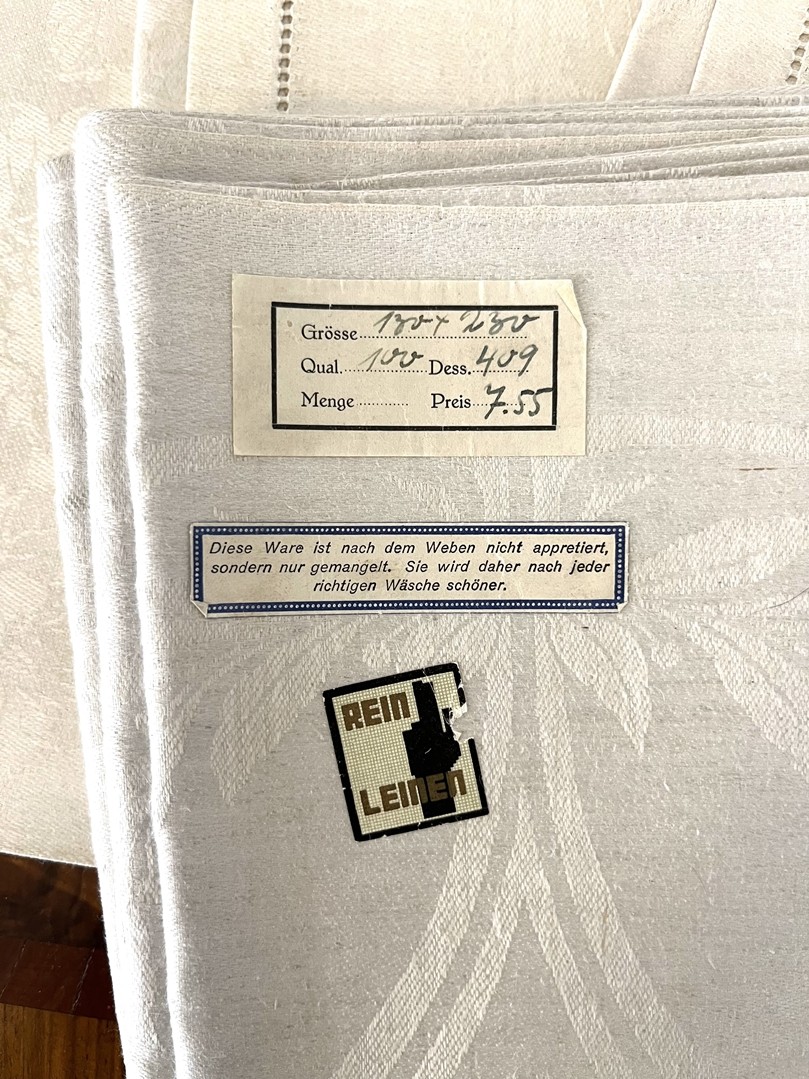 Grösse 130 x 230
Qual. 100 Dess. 409
Menge Preis 7.55
Diese Ware ist nach dem Weben nicht appretiert,
sondern nur gemangelt. Sie wird daher nach jeder
richtigen Wäsche schöner.
REIN
LEINEN